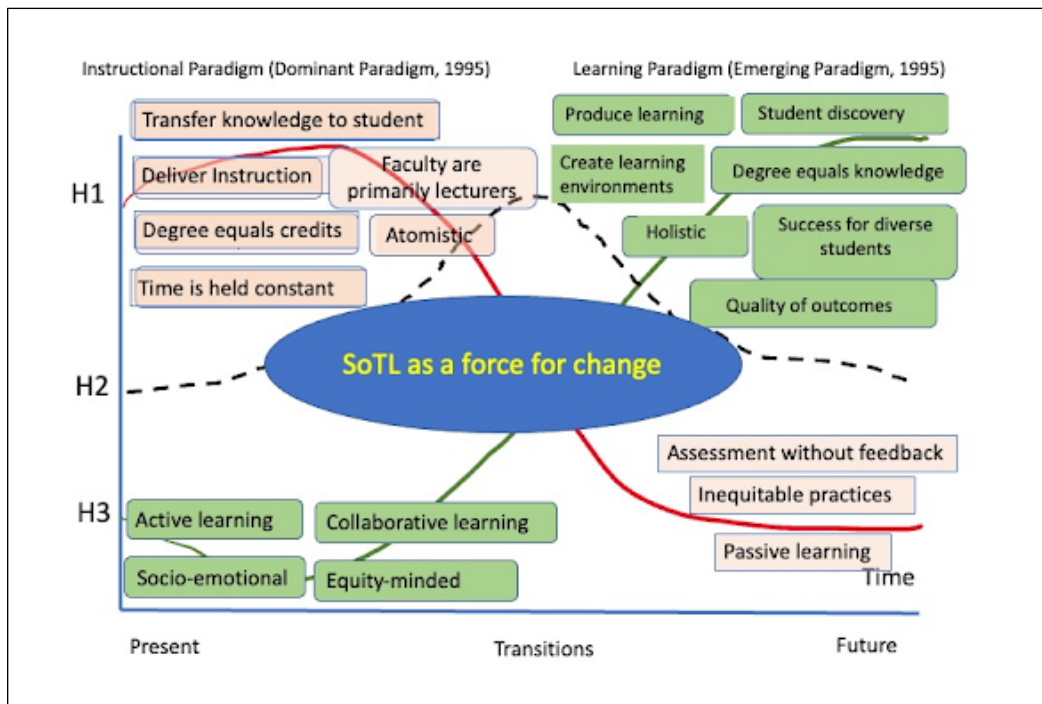 Instructional Paradigm (Dominant Paradigm, 1995)
Learning Paradigm (Emerging Paradigm, 1995)
Transfer knowledge to student
Produce learning
Student discovery
H1
Deliver Instruction
Faculty are
primarily lecturers
Create learning
environments
Degree equals knowledge
Degree equals credits
Atomistic
Holistic
Success for diverse
students
Time is held constant
Quality of outcomes
H2
SoTL as a force for change
Assessment without feedback
Inequitable practices
H3
Active learning
Collaborative learning
Passive learning
Socio-emotional
Equity-minded
Time
Present
Transitions
Future